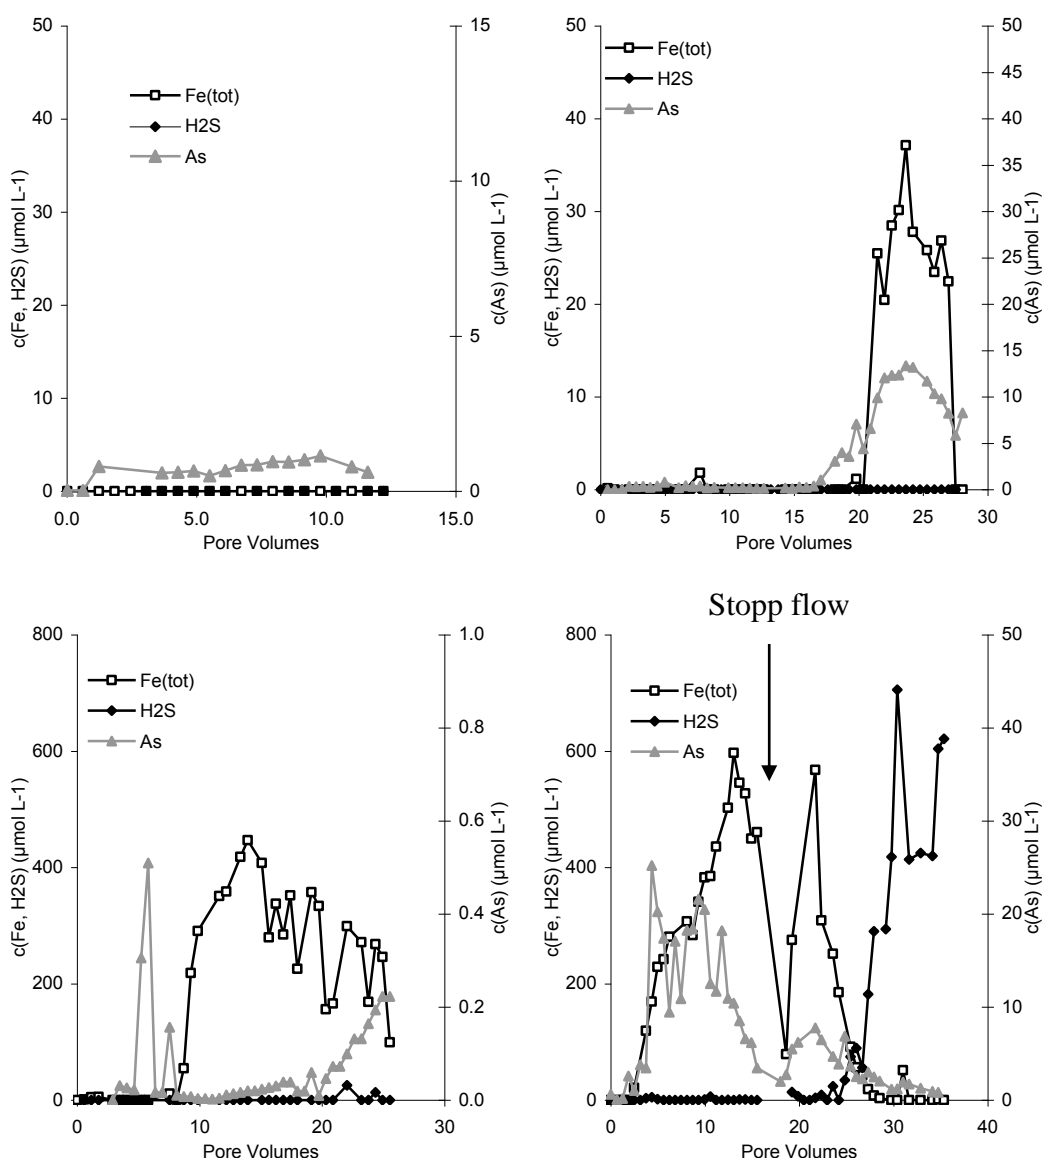 50
40
30
20
10
0
c(Fe, H2S) (µmol L-1)
15
10
5
0
c(As) (µmol L-1)
Fe(tot)
H2S
As
0.0 5.0 10.0 15.0
Pore Volumes
50
40
30
20
10
0
c(Fe, H2S) (µmol L-1)
50
45
40
35
30
25
20
15
10
5
0
c(As) (µmol L-1)
Fe(tot)
H2S
As
0 5 10 15 20 25 30
Pore Volumes
800
600
400
200
0
c(Fe, H2S) (µmol L-1)
1.0
0.8
0.6
0.4
0.2
0.0
c(As) (µmol L-1)
Fe(tot)
H2S
As
0 10 20 30
Pore Volumes
Stopp flow
800
600
400
200
0
c(Fe, H2S) (µmol L-1)
50
40
30
20
10
0
c(As) (µmol L-1)
Fe(tot)
H2S
As
0 10 20 30 40
Pore Volumes